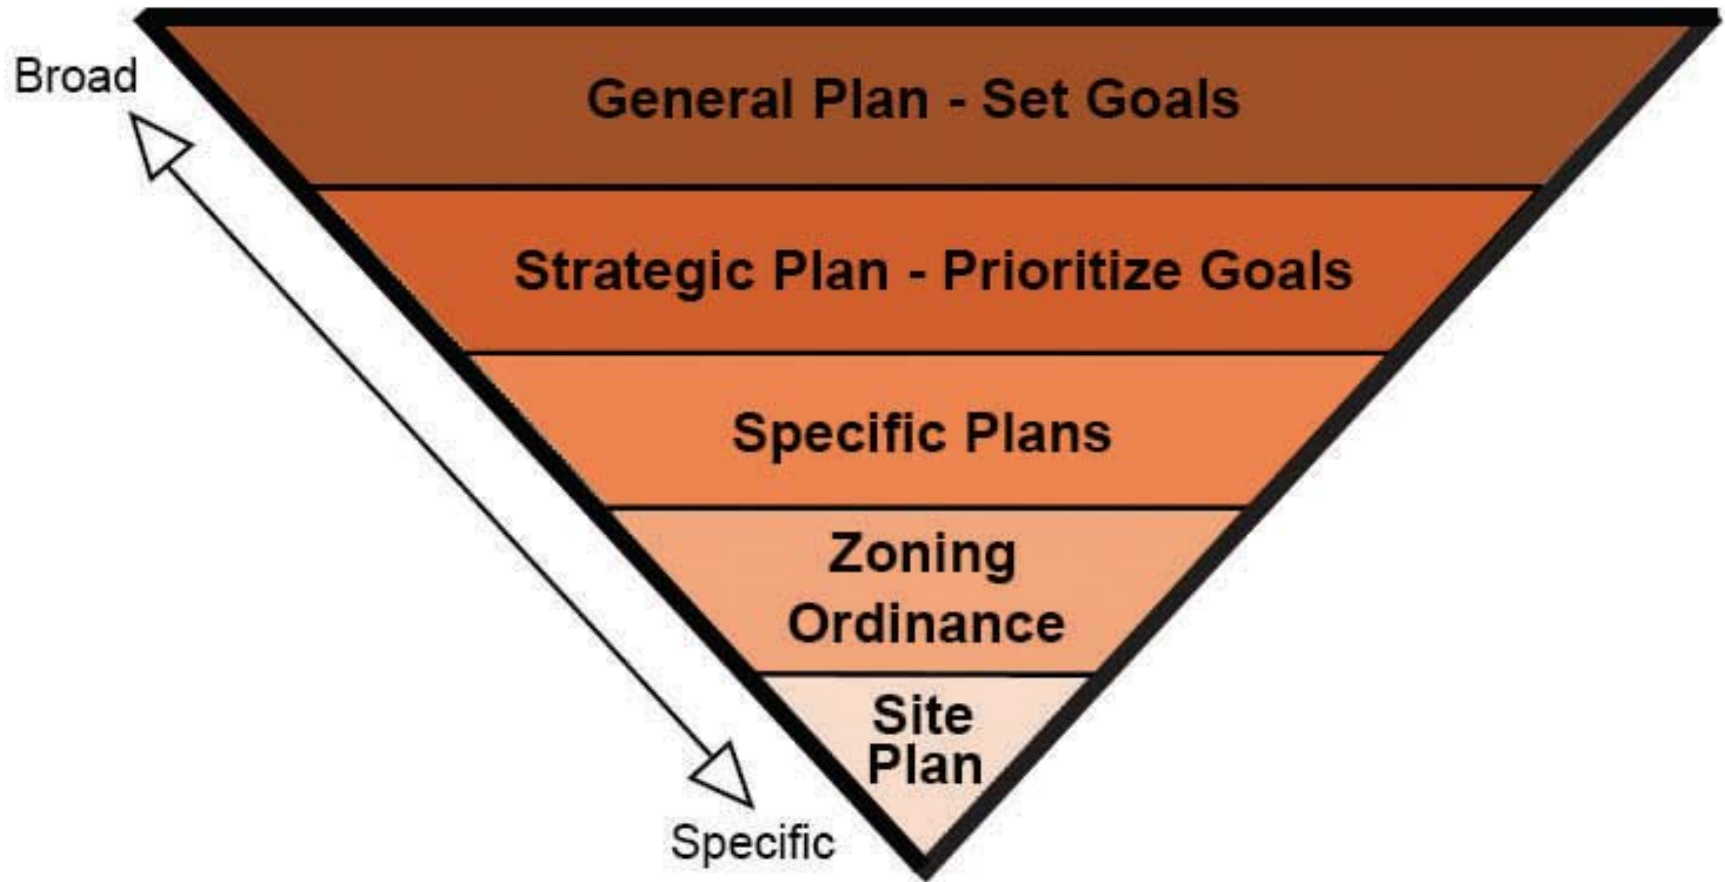 Broad
General Plan - Set Goals
Strategic Plan - Prioritize Goals
Specific Plans
Zoning
Ordinance
Site
Plan
Specific